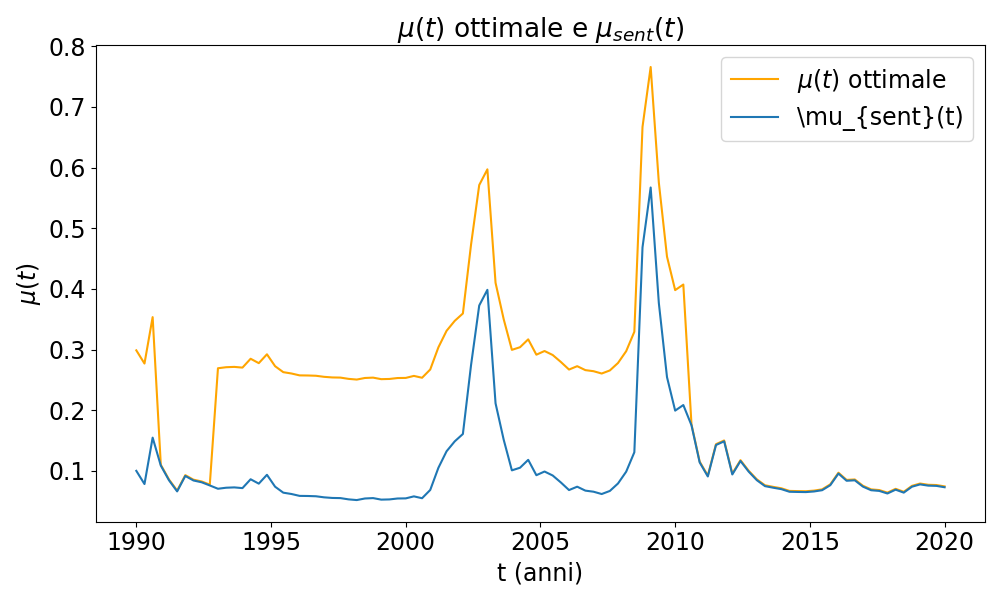 μ(t) ottimale e μ_sent(t)
μ(t) ottimale
\mu_{sent}(t)
μ(t)
0.8
0.7
0.6
0.5
0.4
0.3
0.2
0.1
1990 1995 2000 2005 2010 2015 2020
t (anni)